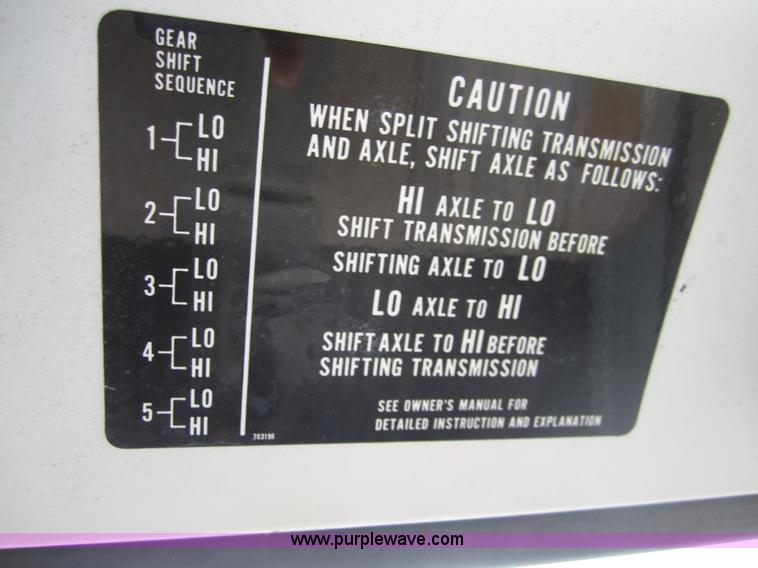 GEAR
SHIFT
SEQUENCE
1 LO
HI
2 LO
HI
3 LO
HI
4 LO
HI
5 LO
HI
CAUTION
WHEN SPLIT SHIFTING TRANSMISSION
AND AXLE, SHIFT AXLE AS FOLLOWS:
HI AXLE TO LO
SHIFT TRANSMISSION BEFORE
SHIFTING AXLE TO LO
LO AXLE TO HI
SHIFT AXLE TO HI BEFORE
SHIFTING TRANSMISSION
SEE OWNER'S MANUAL FOR
DETAILED INSTRUCTION AND EXPLANATION
703196
www.purplewave.com